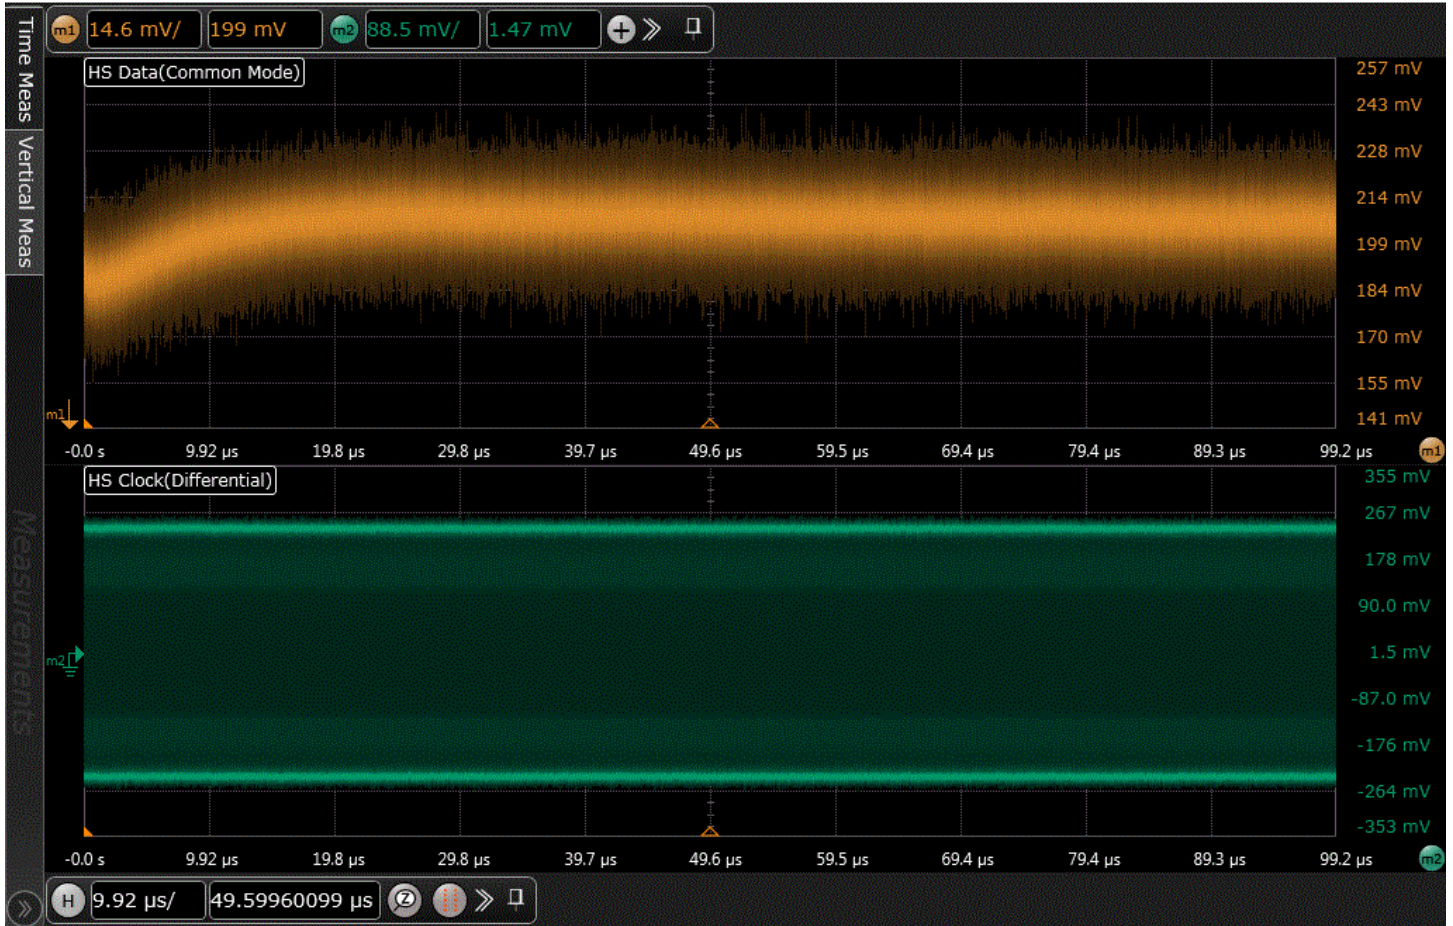 Time Meas
Vertical Meas
Measurements
m1 14.6 mV/ 199 mV m2 88.5 mV/ 1.47 mV
HS Data(Common Mode)
257 mV
243 mV
228 mV
214 mV
199 mV
184 mV
170 mV
155 mV
141 mV
m1
-0.0 s 9.92 µs 19.8 µs 29.8 µs 39.7 µs 49.6 µs 59.5 µs 69.4 µs 79.4 µs 89.3 µs 99.2 µs m1
HS Clock(Differential)
355 mV
267 mV
178 mV
90.0 mV
1.5 mV
-87.0 mV
-176 mV
-264 mV
-353 mV
m2
-0.0 s 9.92 µs 19.8 µs 29.8 µs 39.7 µs 49.6 µs 59.5 µs 69.4 µs 79.4 µs 89.3 µs 99.2 µs m2
H 9.92 µs/ 49.59960099 µs Z